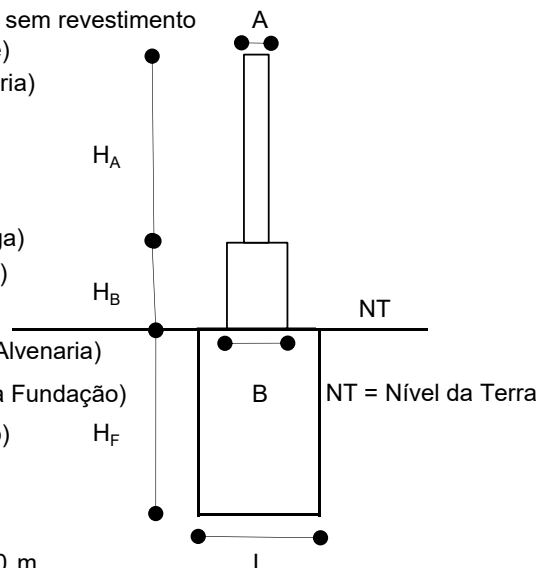 sem revestimento
A
)
ria)
H_A
ga)
)
H_B
NT
Alvenaria)
a Fundação)
B
NT = Nível da Terra
)
H_F
0 m
L